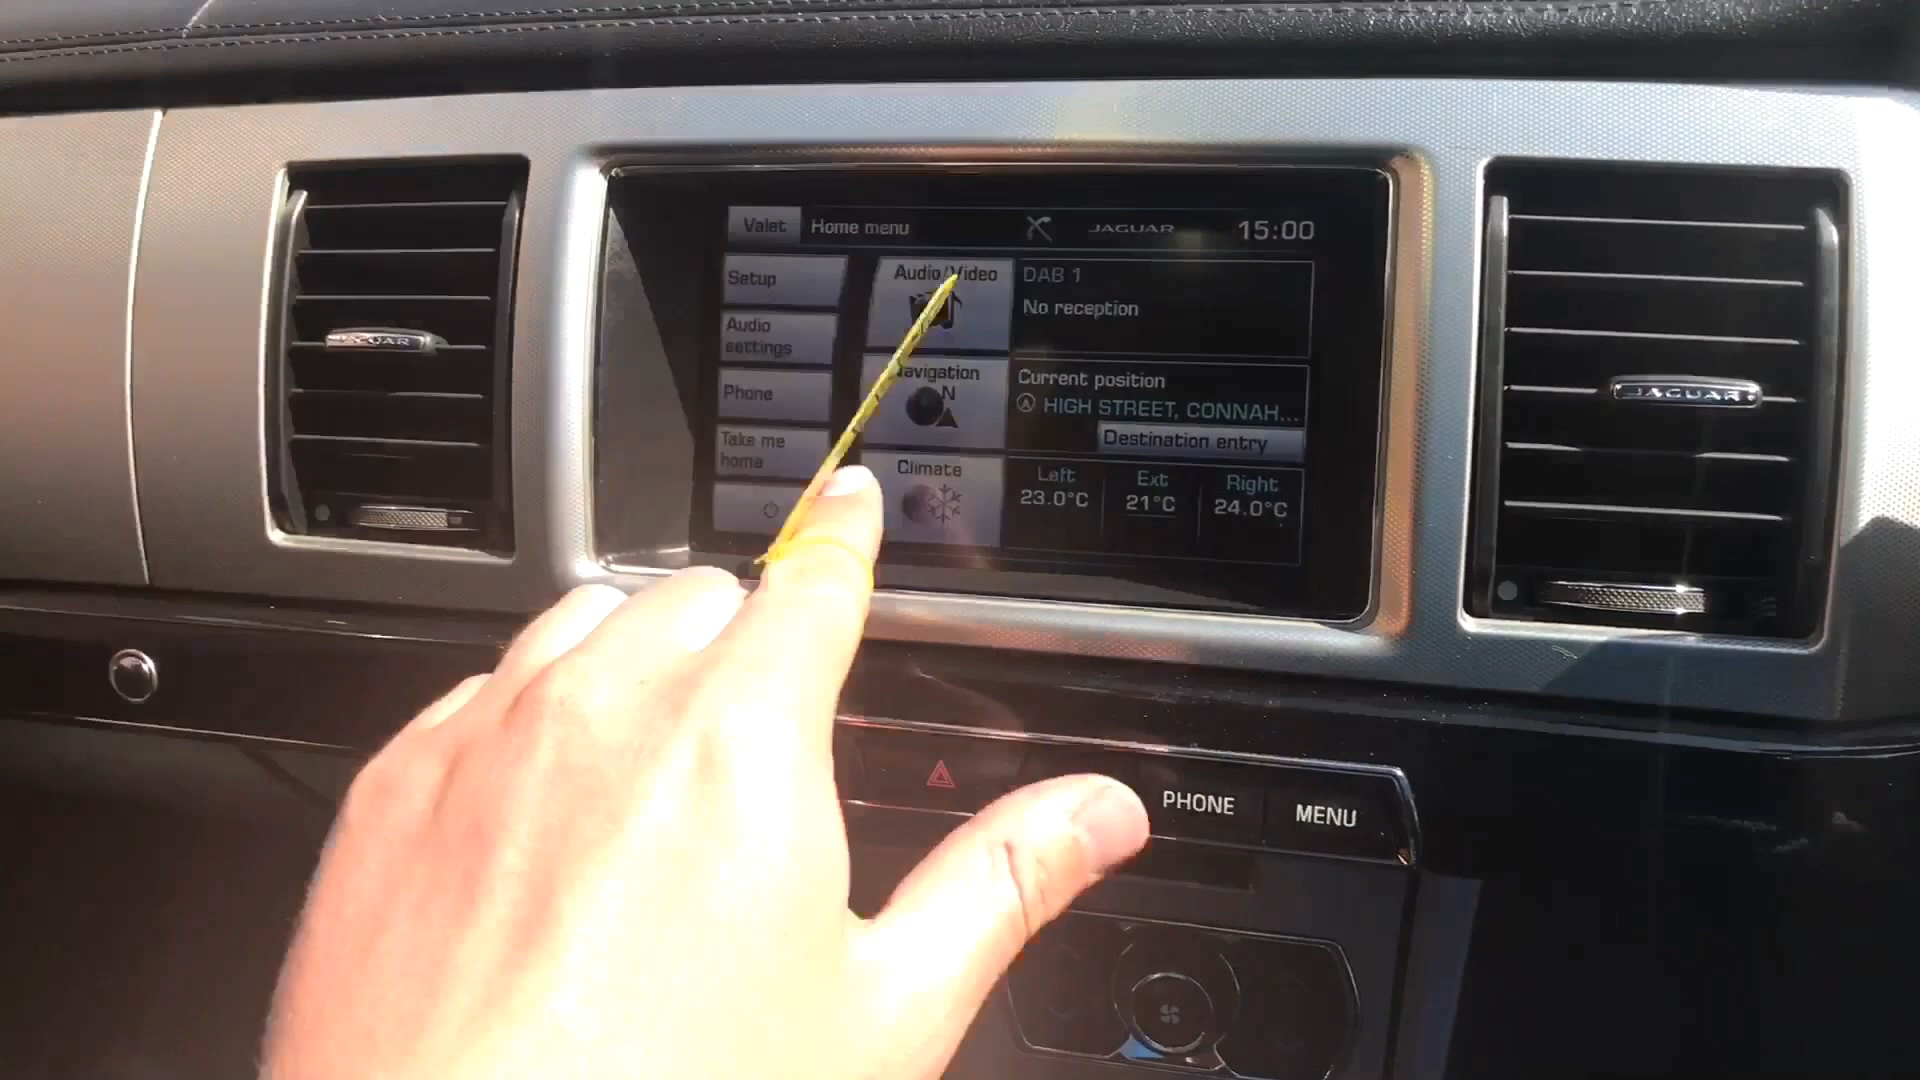 Valet
Home menu
JAGUAR
15:00
Setup
Audio
settings
Phone
Take me
home
Audio/Video
DAB 1
No reception
Navigation
N
Current position
HIGH STREET, CONNAH...
Destination entry
Climate
Left
23.0°C
Ext
21°C
Right
24.0°C
JAGUAR
JAGUAR
PHONE
MENU